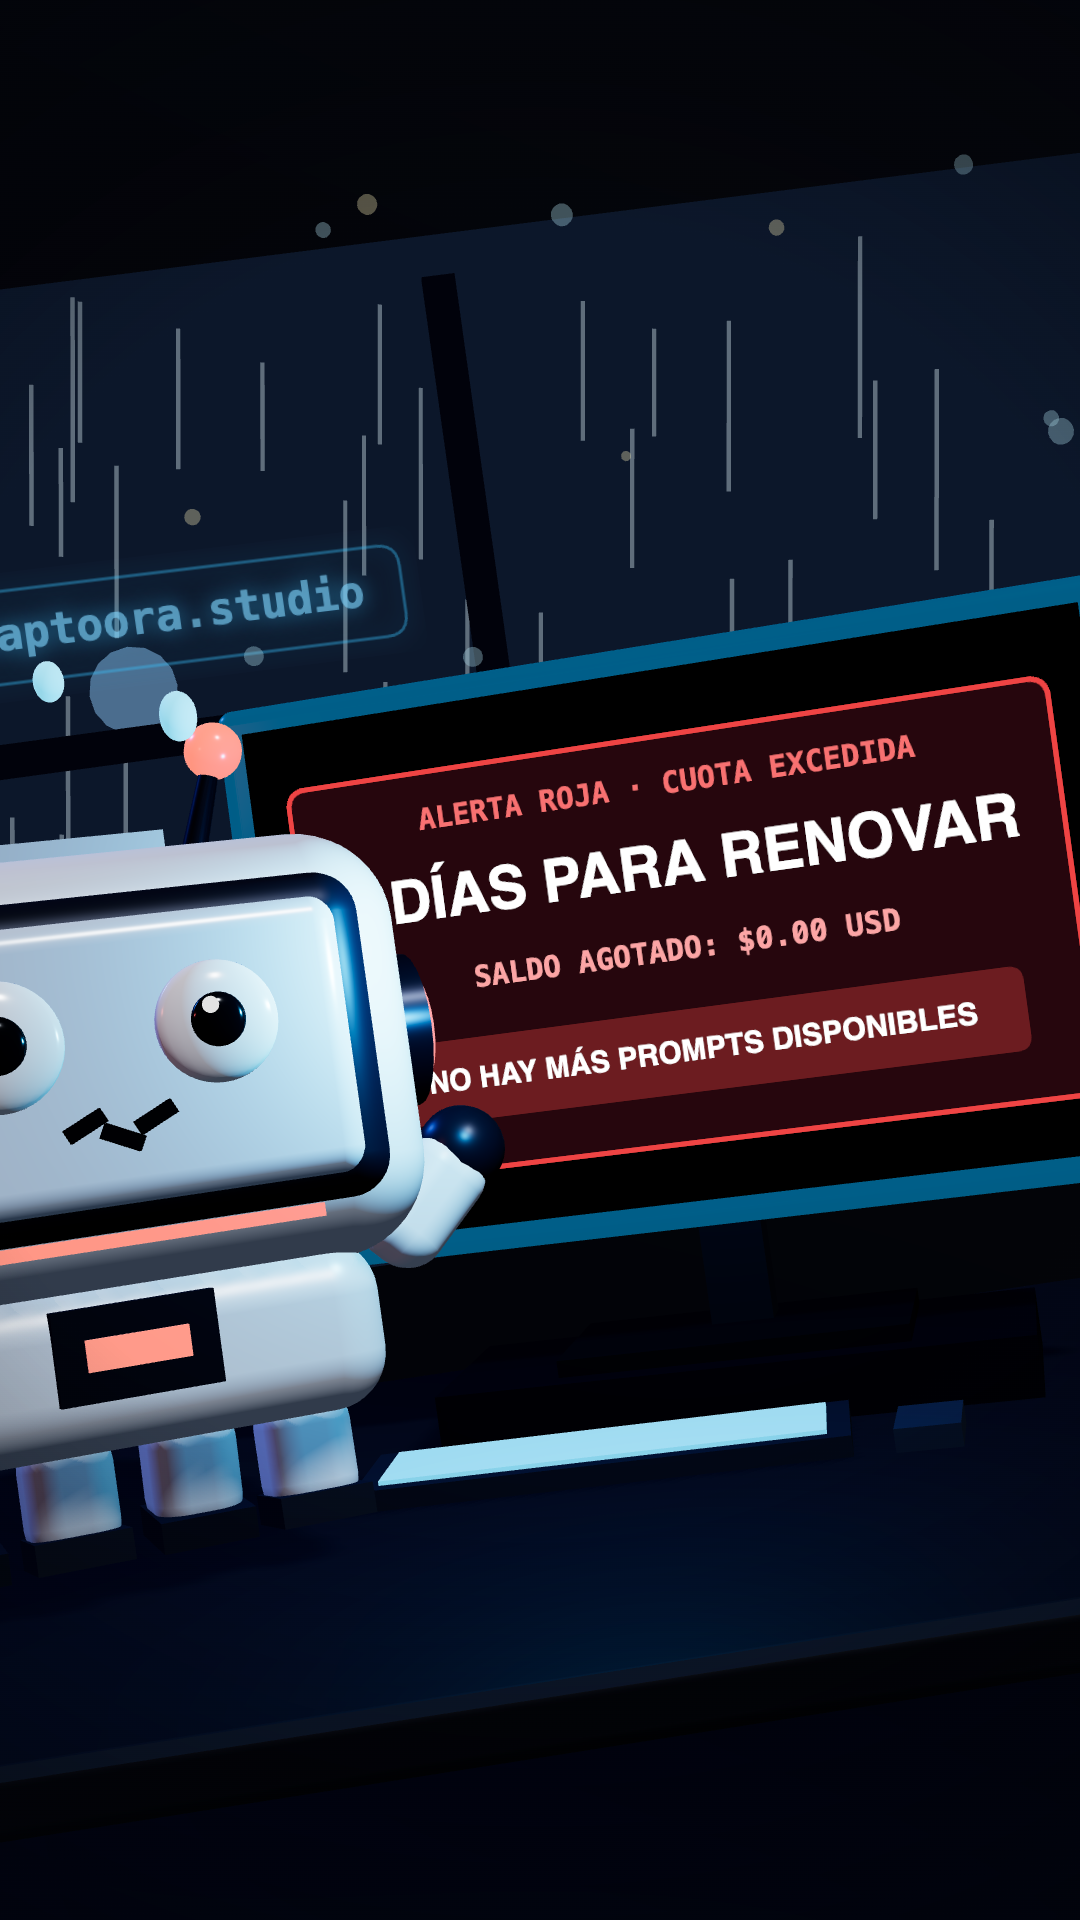 aptoora.studio
ALERTA ROJA · CUOTA EXCEDIDA
DÍAS PARA RENOVAR
SALDO AGOTADO: $0.00 USD
NO HAY MÁS PROMPTS DISPONIBLES